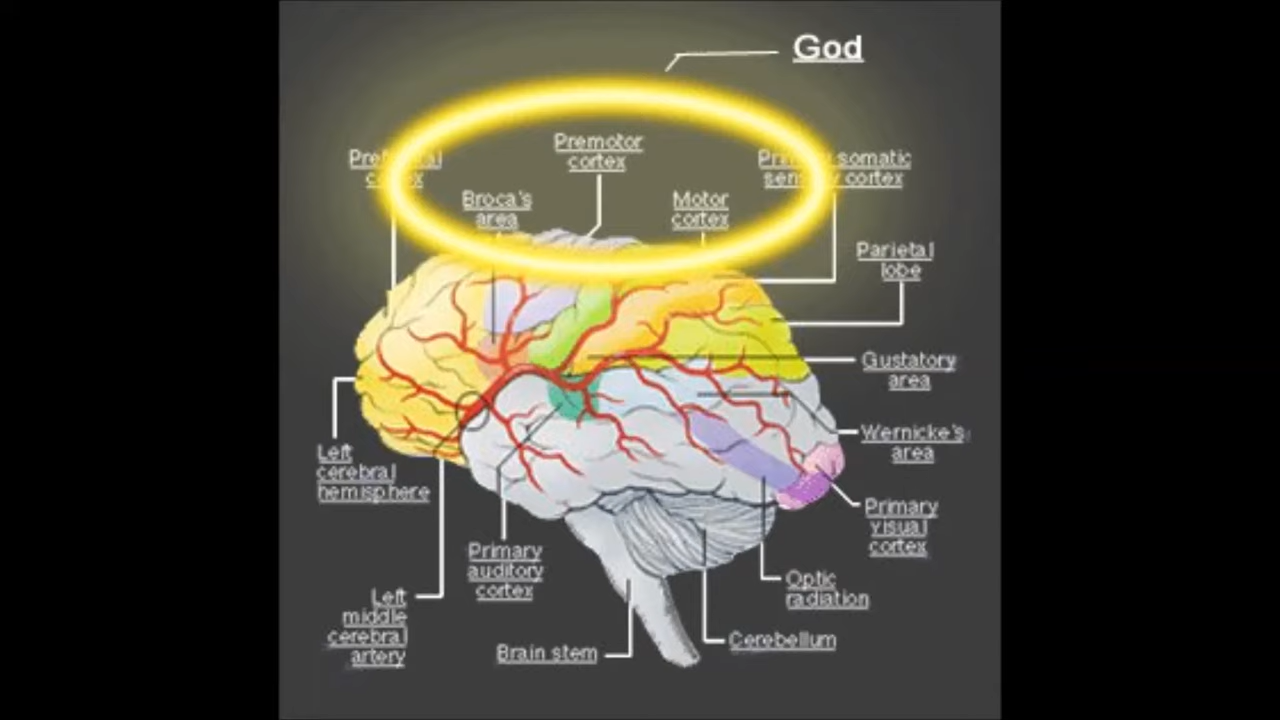 God
Premotor
cortex
Broca's
area
Motor
cortex
somatic
cortex
Parietal
lobe
Gustatory
area
Wernicke's
area
Left
cerebral
hemisphere
Primary
visual
cortex
Primary
auditory
cortex
Optic
radiation
Left
middle
cerebral
artery
Brain stem
Cerebellum